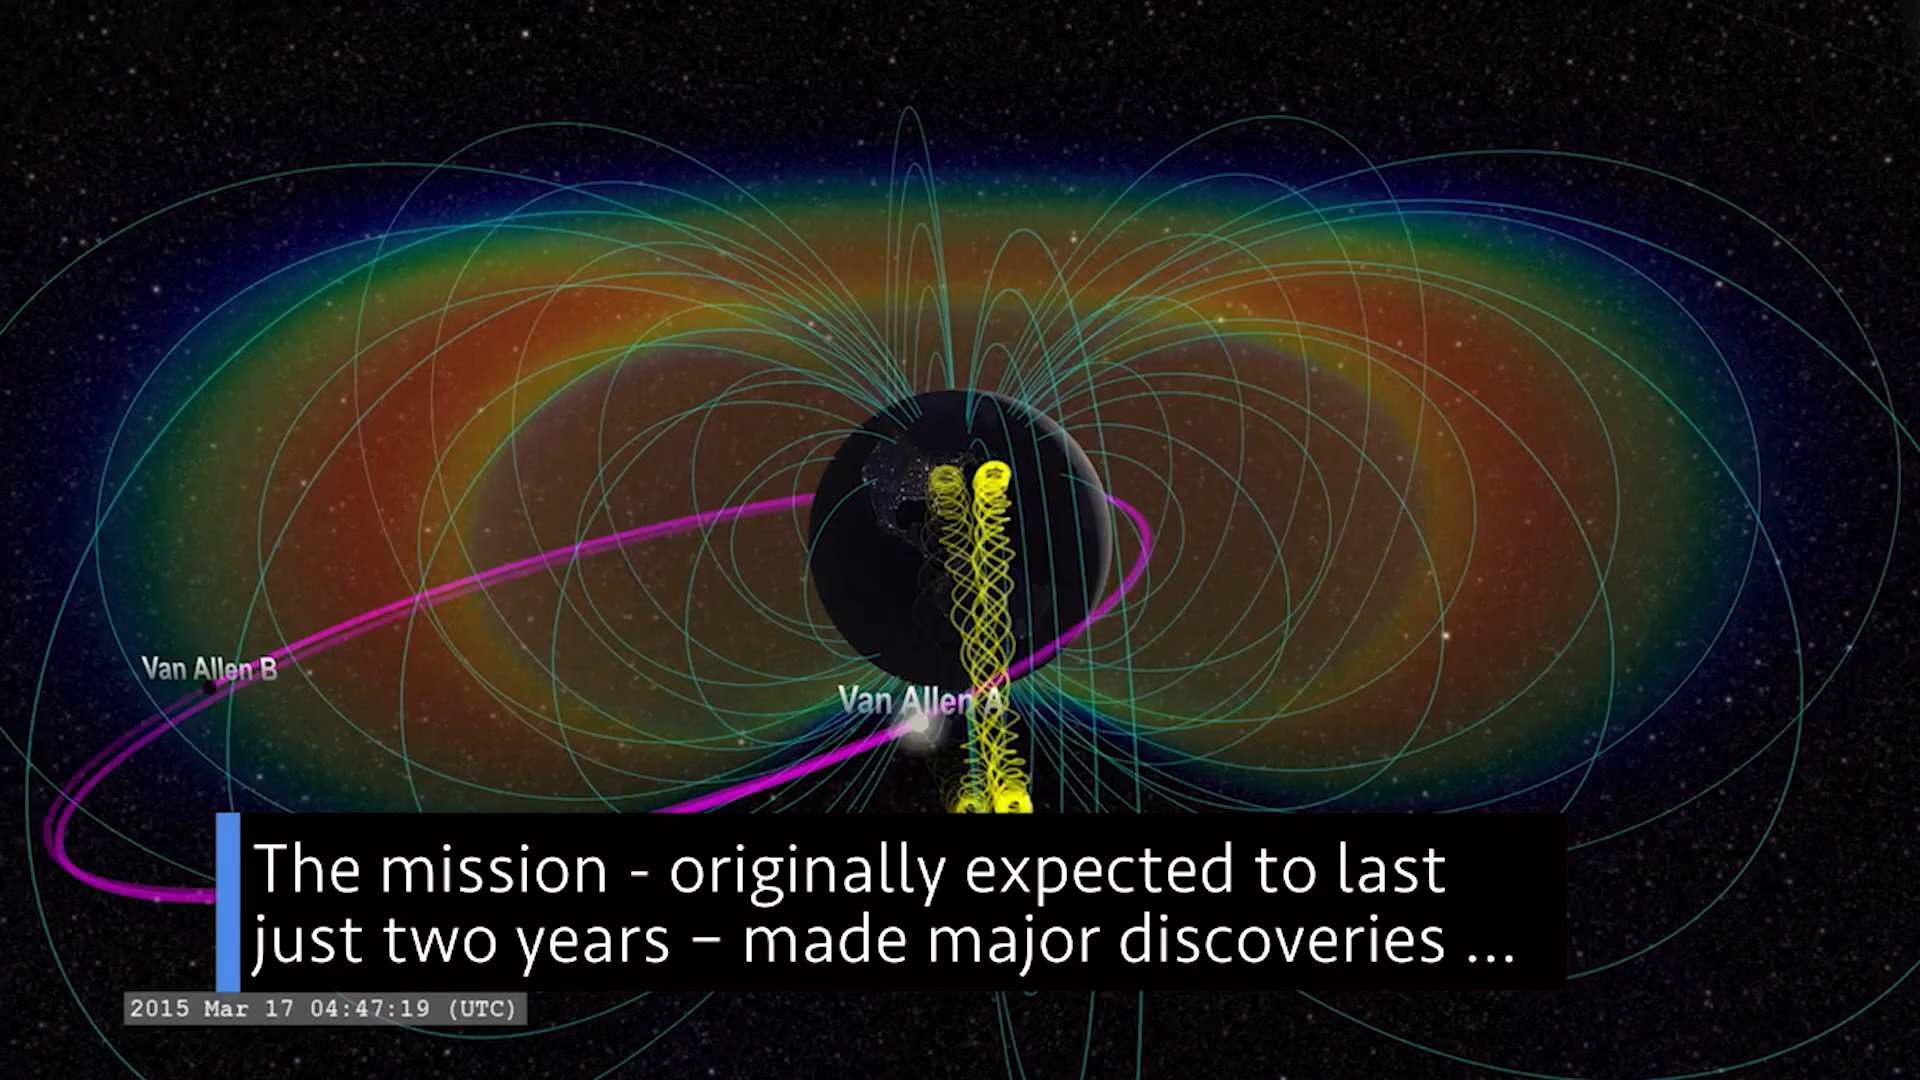 Van Allen B
Van Allen A
The mission - originally expected to last
just two years – made major discoveries ...
2015 Mar 17 04:47:19 (UTC)